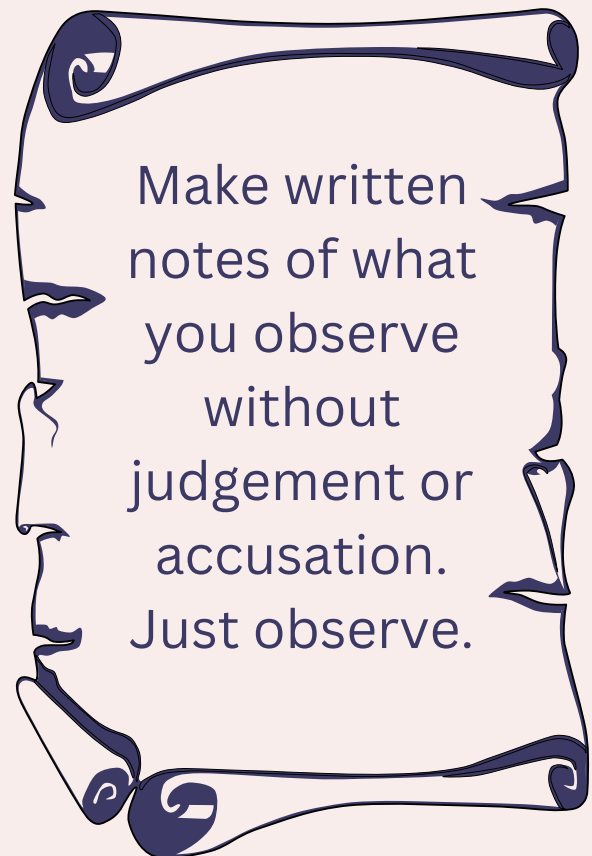 Make written
notes of what
you observe
without
judgement or
accusation.
Just observe.